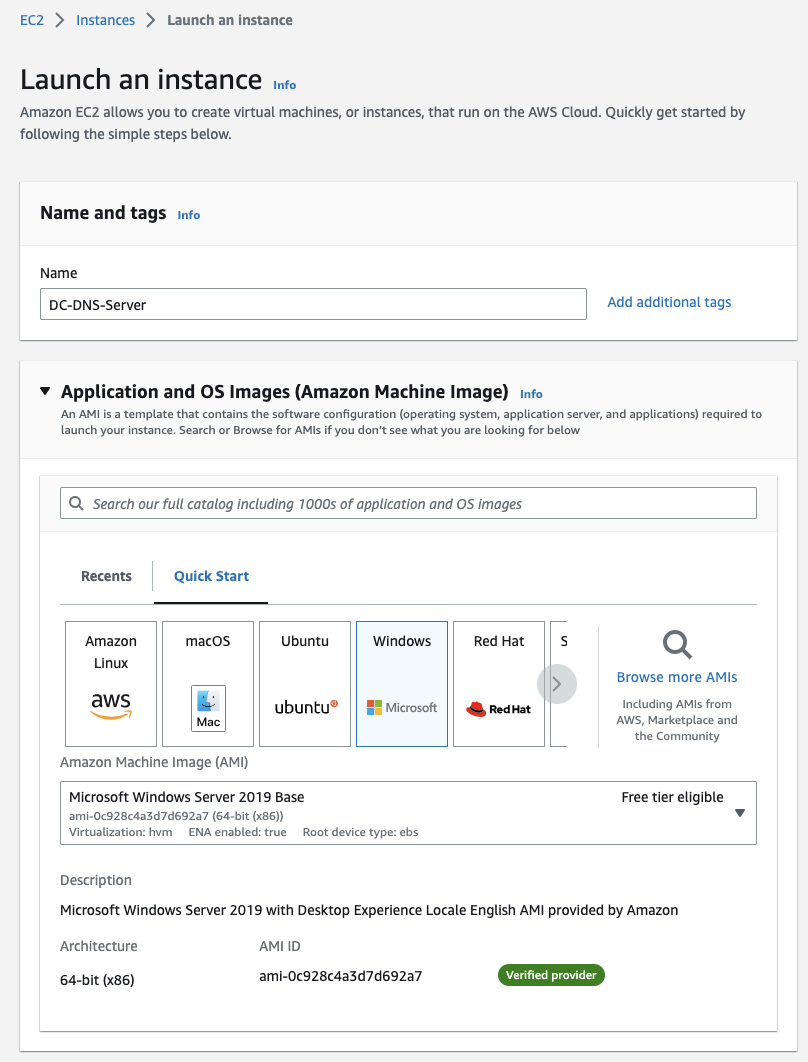 EC2 > Instances > Launch an instance
Launch an instance Info
Amazon EC2 allows you to create virtual machines, or instances, that run on the AWS Cloud. Quickly get started by
following the simple steps below.
Name and tags Info
Name
DC-DNS-Server
Add additional tags
Application and OS Images (Amazon Machine Image) Info
An AMI is a template that contains the software configuration (operating system, application server, and applications) required to
launch your instance. Search or Browse for AMIs if you don't see what you are looking for below
Search our full catalog including 1000s of application and OS images
Recents
Quick Start
Amazon
Linux
aws
macOS
Mac
Ubuntu
ubuntu
Windows
Microsoft
Red Hat
Red Hat
S
Browse more AMIs
Including AMIs from
AWS, Marketplace and
the Community
Amazon Machine Image (AMI)
Microsoft Windows Server 2019 Base
Free tier eligible
ami-0c928c4a3d7d692a7 (64-bit (x86))
Virtualization: hvm ENA enabled: true Root device type: ebs
Description
Microsoft Windows Server 2019 with Desktop Experience Locale English AMI provided by Amazon
Architecture
64-bit (x86)
AMI ID
ami-0c928c4a3d7d692a7
Verified provider